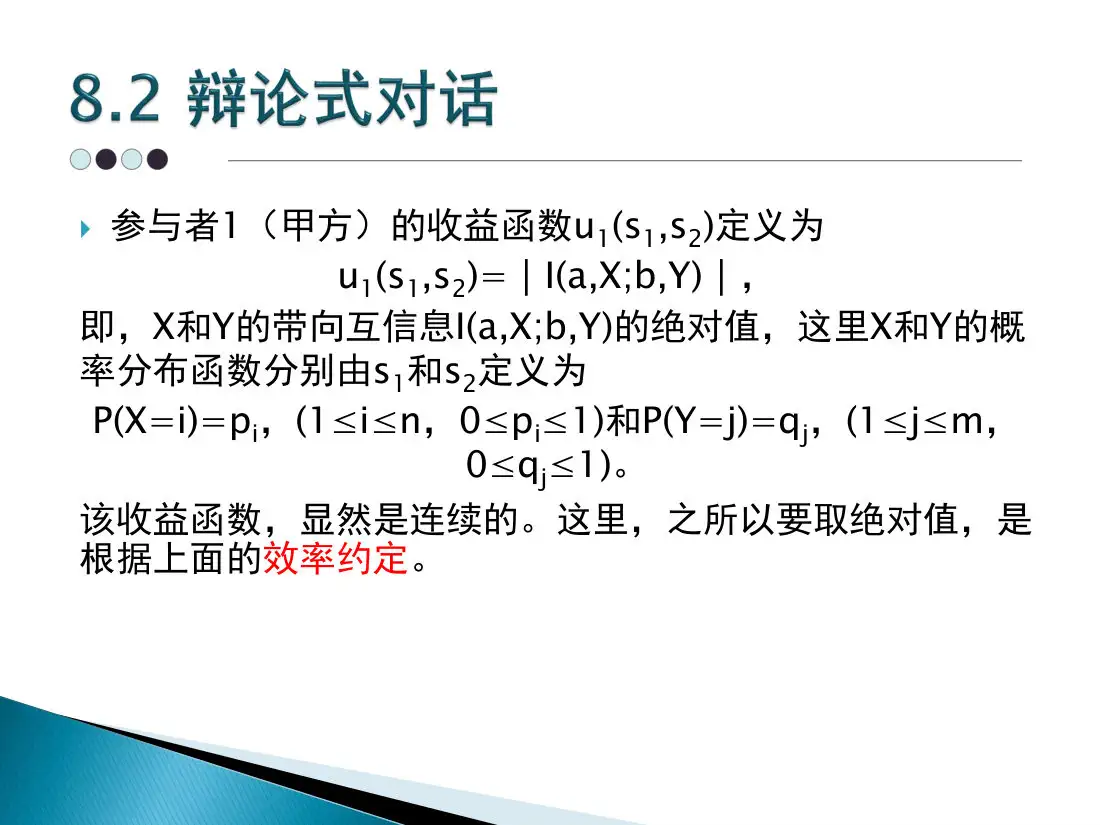 8.2 辩论式对话
参与者1（甲方）的收益函数u₁(s₁,s₂)定义为
u₁(s₁,s₂)=｜I(a,X;b,Y)｜，
即，X和Y的带向互信息I(a,X;b,Y)的绝对值，这里X和Y的概
率分布函数分别由s₁和s₂定义为
P(X=i)=pᵢ，(1≤i≤n，0≤pᵢ≤1)和P(Y=j)=qⱼ，(1≤j≤m，
0≤qⱼ≤1)。
该收益函数，显然是连续的。这里，之所以要取绝对值，是
根据上面的效率约定。